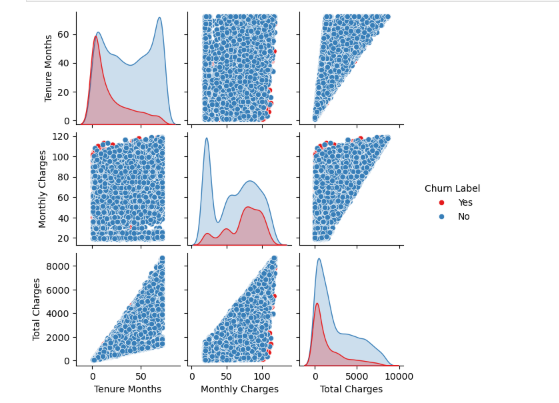 Tenure Months
60
40
20
0
Monthly Charges
120
100
80
60
40
20
Churn Label
Yes
No
Total Charges
8000
6000
4000
2000
0
0 50
0 50 100
0 5000 10000
Tenure Months
Monthly Charges
Total Charges